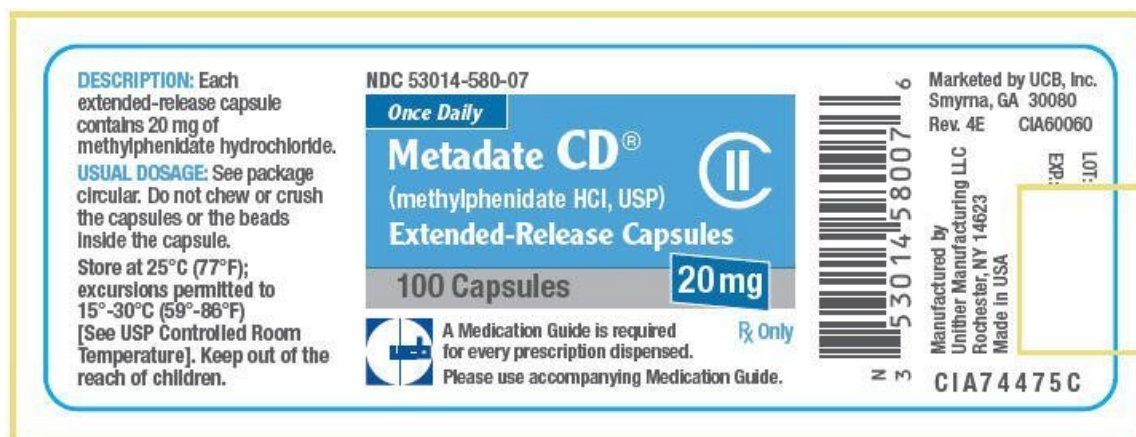 DESCRIPTION: Each
extended-release capsule
contains 20 mg of
methylphenidate hydrochloride.
USUAL DOSAGE: See package
circular. Do not chew or crush
the capsules or the beads
inside the capsule.
Store at 25°C (77°F);
excursions permitted to
15°-30°C (59°-86°F)
[See USP Controlled Room
Temperature]. Keep out of the
reach of children.
NDC 53014-580-07
Once Daily
Metadate CD®
CII
(methylphenidate HCl, USP)
Extended-Release Capsules
100 Capsules
20 mg
ucb
A Medication Guide is required
for every prescription dispensed.
Please use accompanying Medication Guide.
Rx Only
N
3 53014 58007 6
Marketed by UCB, Inc.
Smyrna, GA 30080
Rev. 4E CIA60060
Manufactured by
Unither Manufacturing LLC
Rochester, NY 14623
Made in USA
LOT:
EXP.:
CIA74475C